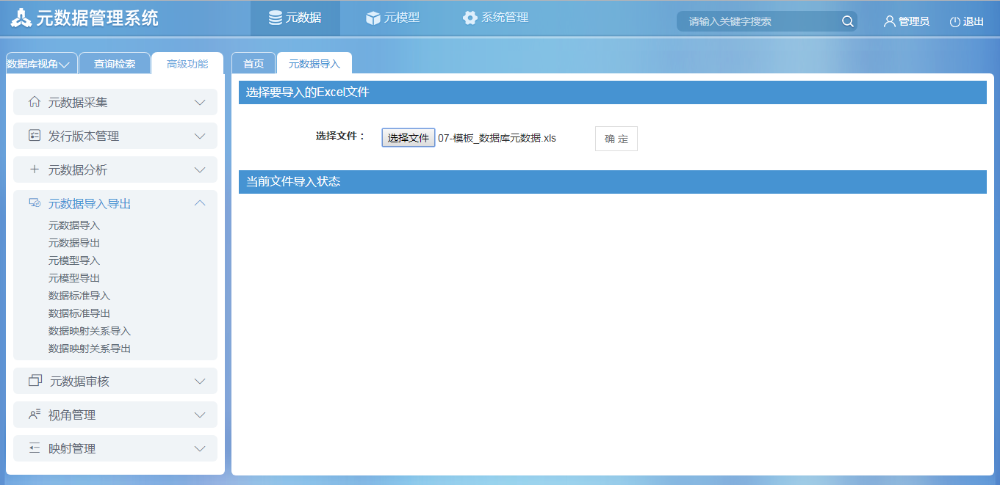 元数据管理系统
元数据
元模型
系统管理
请输入关键字搜索
管理员
退出
数据库视角
查询检索
高级功能
首页
元数据导入
元数据采集
发行版本管理
元数据分析
元数据导入导出
元数据导入
元数据导出
元模型导入
元模型导出
数据标准导入
数据标准导出
数据映射关系导入
数据映射关系导出
元数据审核
视角管理
映射管理
选择要导入的Excel文件
选择文件： 选择文件 07-模板_数据库元数据.xls 确 定
当前文件导入状态